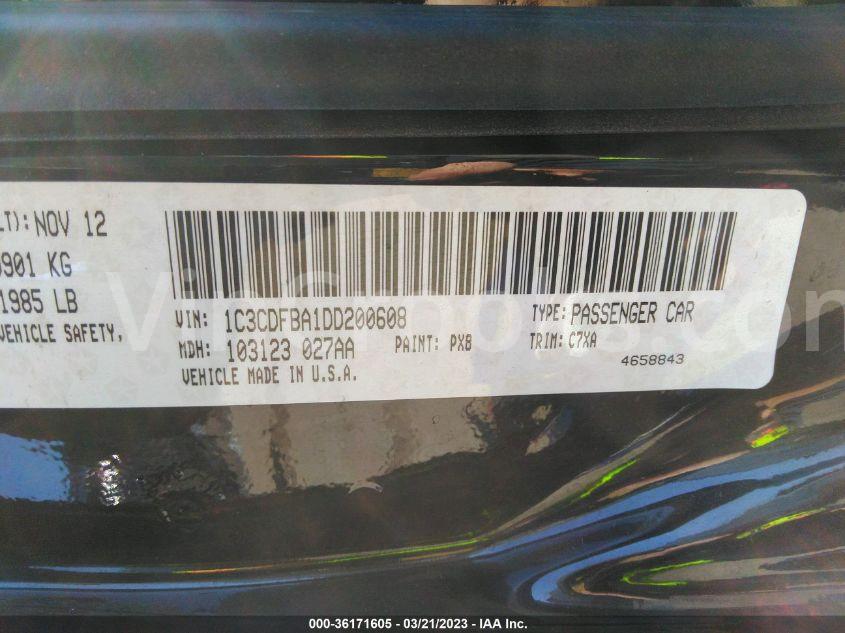 LT): NOV 12
901 KG
1985 LB
VEHICLE SAFETY,
VIN: 1C3CDFBA1DD200608
TYPE: PASSENGER CAR
MDH: 103123 027AA
PAINT: PX8
TRIM: C7XA
VEHICLE MADE IN U.S.A.
4658843
000-36171605 - 03/21/2023 - IAA Inc.